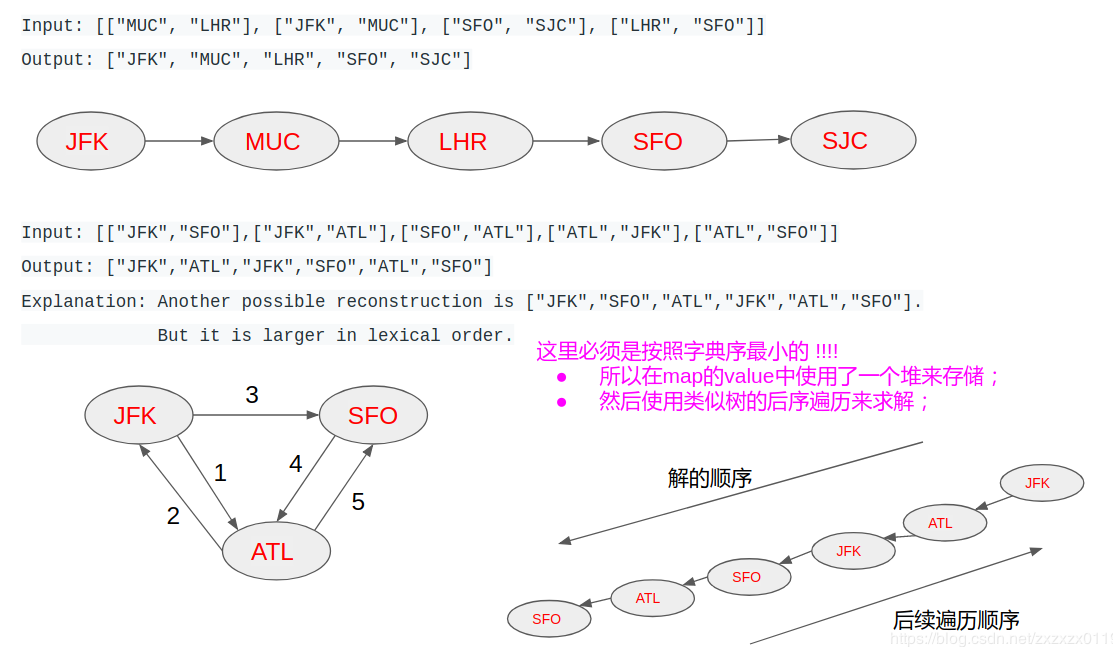 Input: [["MUC", "LHR"], ["JFK", "MUC"], ["SFO", "SJC"], ["LHR", "SFO"]]
Output: ["JFK", "MUC", "LHR", "SFO", "SJC"]
JFK MUC LHR SFO SJC
Input: [["JFK","SFO"],["JFK","ATL"],["SFO","ATL"],["ATL","JFK"],["ATL","SFO"]]
Output: ["JFK","ATL","JFK","SFO","ATL","SFO"]
Explanation: Another possible reconstruction is ["JFK","SFO","ATL","JFK","ATL","SFO"].
But it is larger in lexical order.
这里必须是按照字典序最小的 !!!!
● 所以在map的value中使用了一个堆来存储；
● 然后使用类似树的后序遍历来求解；
JFK
3
SFO
1
4
2
5
ATL
解的顺序
JFK
ATL
JFK
SFO
ATL
SFO
后续遍历顺序
https://blog.csdn.net/zxzxzx0119